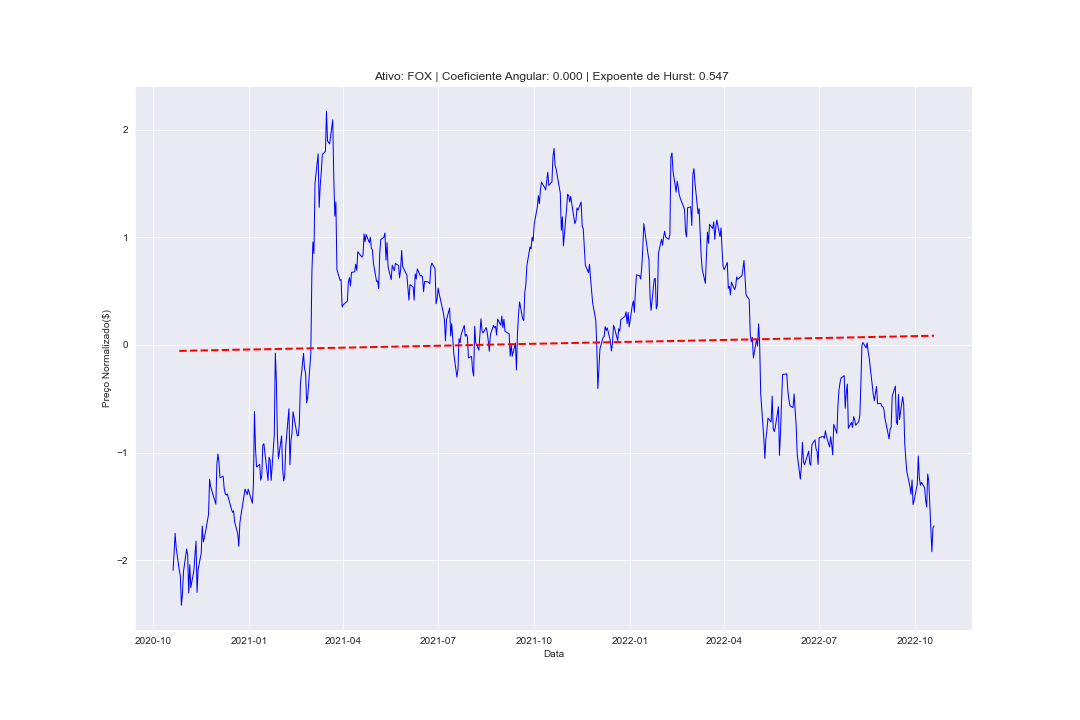 Ativo: FOX | Coeficiente Angular: 0.000 | Expoente de Hurst: 0.547
Preço Normalizado($)
2
1
0
−1
−2
2020-10 2021-01 2021-04 2021-07 2021-10 2022-01 2022-04 2022-07 2022-10
Data